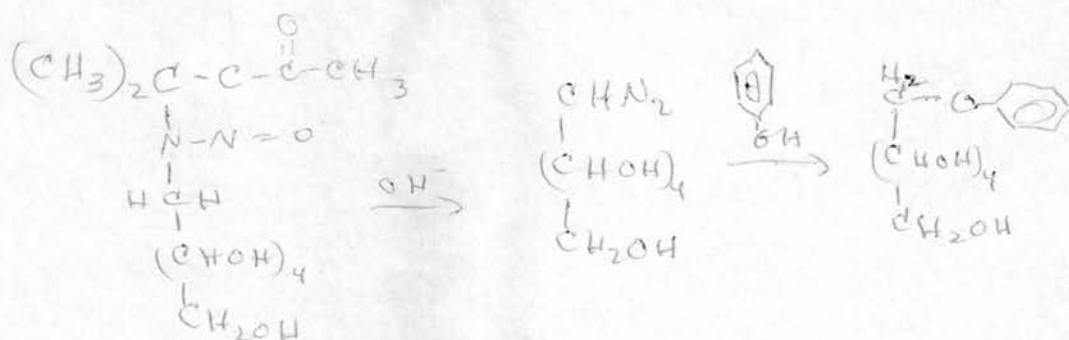 O
(CH3)2C-C-C-CH3
N-N=O
H C H
(CHOH)4
CH2OH
OH-
CHN2
(CHOH)4
CH2OH
OH
H2
C-O
(CHOH)4
CH2OH